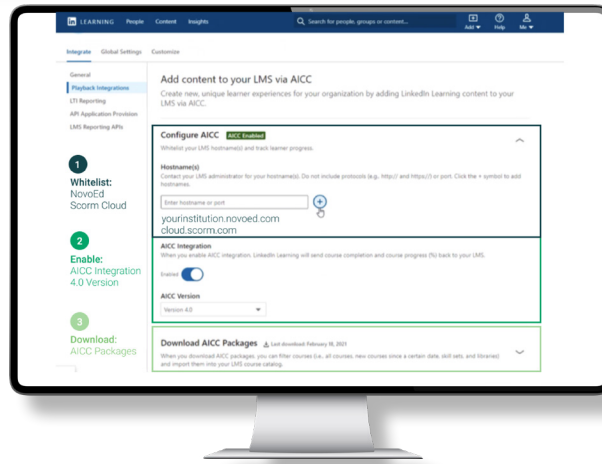 in LEARNING People Content Insights Search for people, groups or content... Add Help Me
Integrate Global Settings Customize
General
Playback Integrations
LTI Reporting
API Application Provision
LMS Reporting APIs
Add content to your LMS via AICC
Create new, unique learner experiences for your organization by adding LinkedIn Learning content to your
LMS via AICC.
1
Whitelist:
NovoEd
Scorm Cloud
2
Enable:
AICC Integration
4.0 Version
3
Download:
AICC Packages
Configure AICC AICC Enabled
Whitelist your LMS hostname(s) and track learner progress.
Hostname(s)
Contact your LMS administrator for your hostname(s). Do not include protocols (e.g., http:// and https://) or port. Click the + symbol to add
hostnames.
Enter hostname or port
yourinstitution.novoed.com
cloud.scorm.com
AICC Integration
When you enable AICC integration, LinkedIn Learning will send course completion and course progress (%) back to your LMS.
Enabled
AICC Version
Version 4.0
Download AICC Packages Last download: February 18, 2021
When you download AICC packages, you can filter courses (i.e., all courses, new courses since a certain date, skill sets, and libraries)
and import them into your LMS course catalog.